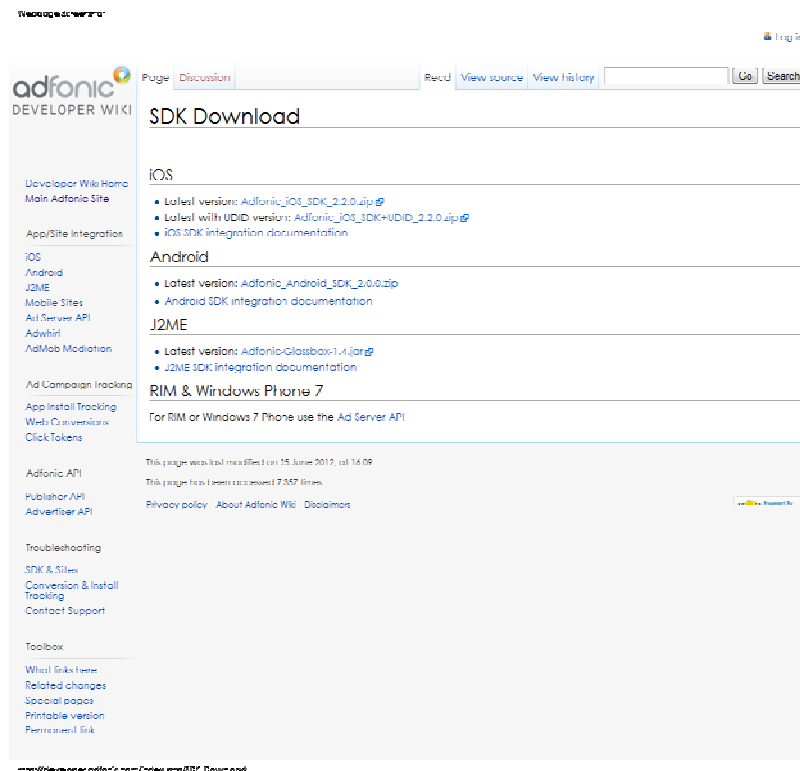 Webpage Screenshot
Log in
adfonic
DEVELOPER WIKI
Page Discussion Read View source View history Go Search
SDK Download
iOS
Latest version: Adfonic_iOS_SDK_2.2.0.zip
Latest with UDID version: Adfonic_iOS_SDK+UDID_2.2.0.zip
iOS SDK integration documentation
Android
Latest version: Adfonic_Android_SDK_2.0.0.zip
Android SDK integration documentation
J2ME
Latest version: Adfonic-Glassbox-1.4.jar
J2ME SDK integration documentation
RIM & Windows Phone 7
For RIM or Windows 7 Phone use the Ad Server API
This page was last modified on 25 June 2012, at 16:09
This page has been accessed 7,357 times
Privacy policy About Adfonic Wiki Disclaimers
Powered By
Developer Wiki Home
Main Adfonic Site
App/Site Integration
iOS
Android
J2ME
Mobile Sites
Ad Server API
Adwhirl
AdMob Mediation
Ad Campaign Tracking
App Install Tracking
Web Conversions
Click Tokens
Adfonic API
Publisher API
Advertiser API
Troubleshooting
SDK & Sites
Conversion & Install
Tracking
Contact Support
Toolbox
What links here
Related changes
Special pages
Printable version
Permanent link